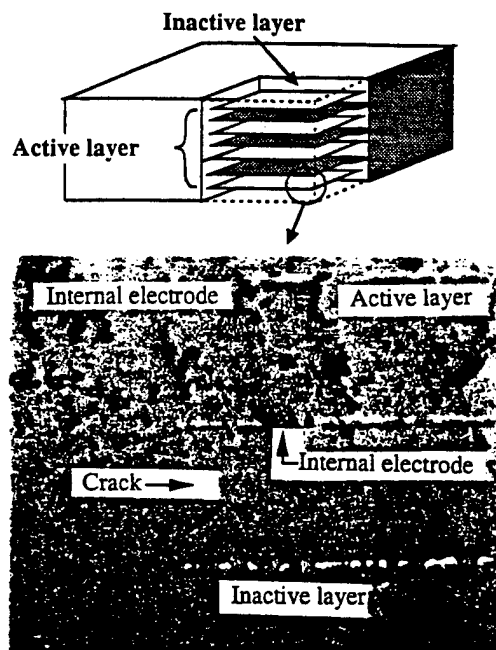 Inactive layer
Active layer
Internal electrode
Active layer
Internal electrode
Crack
Inactive layer